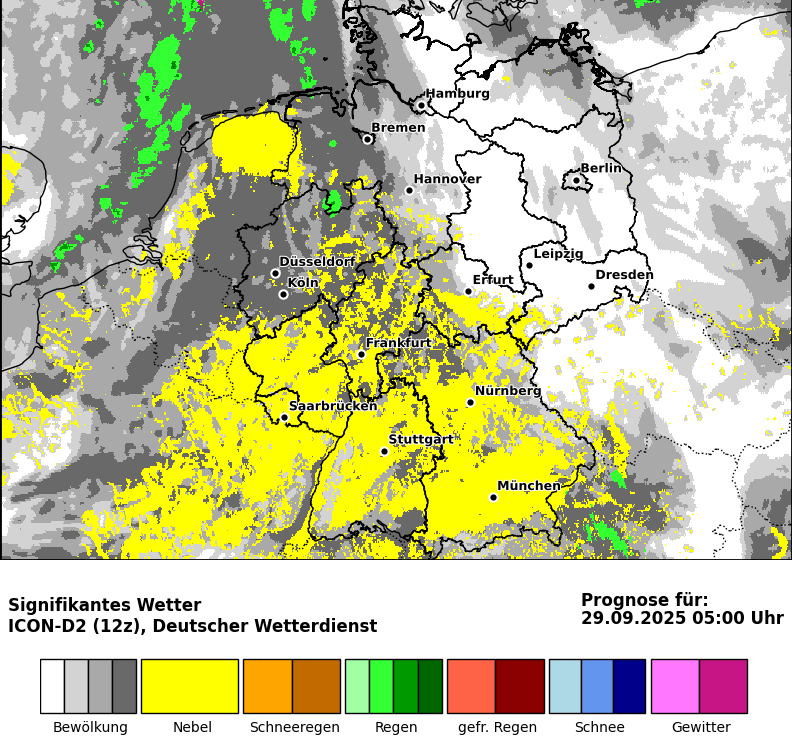 Hamburg
Bremen
Berlin
Hannover
Leipzig
Düsseldorf
Dresden
Erfurt
Köln
Frankfurt
Nürnberg
Saarbrücken
Stuttgart
München
Signifikantes Wetter
ICON-D2 (12z), Deutscher Wetterdienst
Prognose für:
29.09.2025 05:00 Uhr
Bewölkung Nebel Schneeregen Regen gefr. Regen Schnee Gewitter